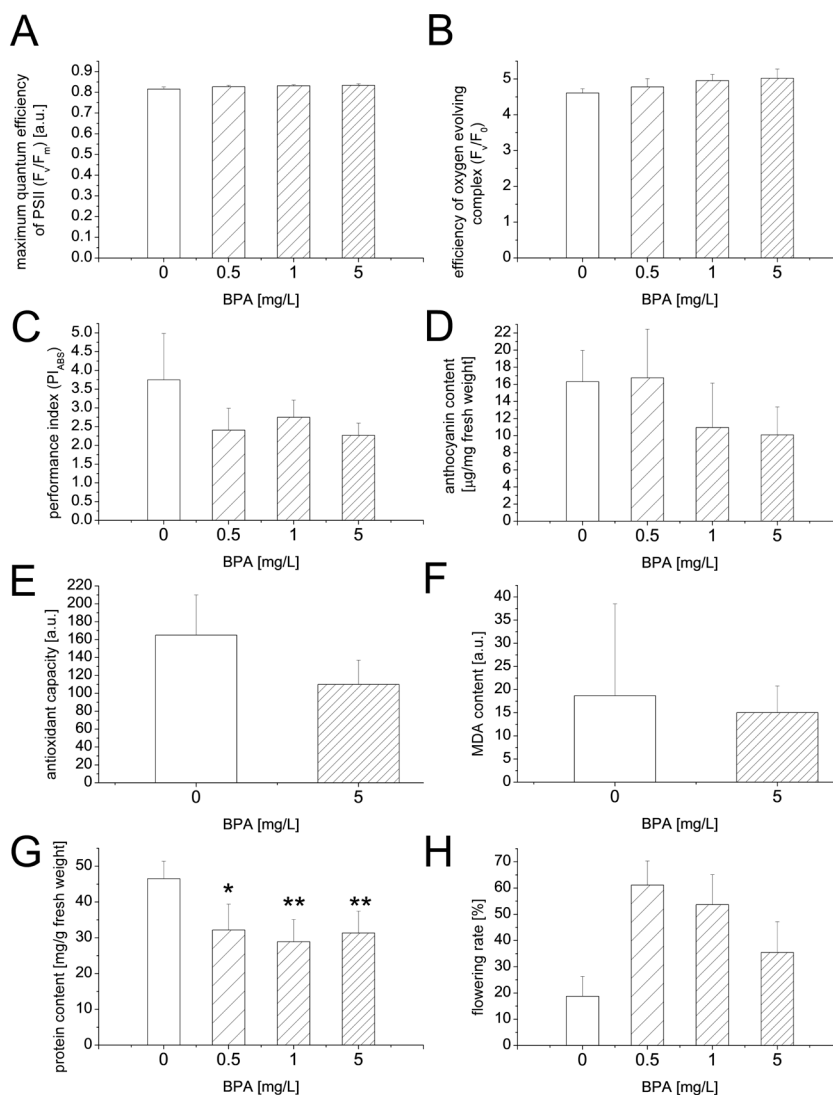 A
maximum quantum efficiency
of PSII (Fv/Fm) [a.u.]
0.9
0.8
0.7
0.6
0.5
0.4
0.3
0.2
0.1
0.0
0 0.5 1 5
BPA [mg/L]
B
efficiency of oxygen evolving
complex (Fv/F0)
5
4
3
2
1
0
0 0.5 1 5
BPA [mg/L]
C
performance index (PIABS)
5.0
4.5
4.0
3.5
3.0
2.5
2.0
1.5
1.0
0.5
0.0
0 0.5 1 5
BPA [mg/L]
D
anthocyanin content
[µg/mg fresh weight]
22
20
18
16
14
12
10
8
6
4
2
0
0 0.5 1 5
BPA [mg/L]
E
antioxidant capacity [a.u.]
220
200
180
160
140
120
100
80
60
40
20
0
0 5
BPA [mg/L]
F
MDA content [a.u.]
40
35
30
25
20
15
10
5
0
0 5
BPA [mg/L]
G
protein content [mg/g fresh weight]
50
40
30
20
10
0
* ** **
0 0.5 1 5
BPA [mg/L]
H
flowering rate [%]
70
60
50
40
30
20
10
0
0 0.5 1 5
BPA [mg/L]